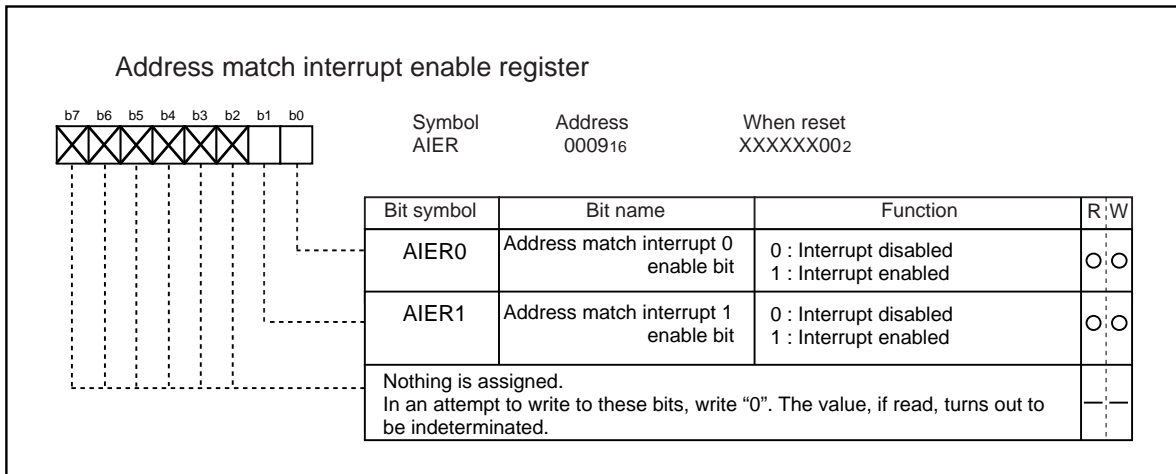 Address match interrupt enable register
b7 b6 b5 b4 b3 b2 b1 b0
Symbol Address When reset
AIER 000916 XXXXXX002
Bit symbol Bit name Function R W
AIER0 Address match interrupt 0 0 : Interrupt disabled
enable bit 1 : Interrupt enabled
AIER1 Address match interrupt 1 0 : Interrupt disabled
enable bit 1 : Interrupt enabled
Nothing is assigned.
In an attempt to write to these bits, write “0”. The value, if read, turns out to
be indeterminated.